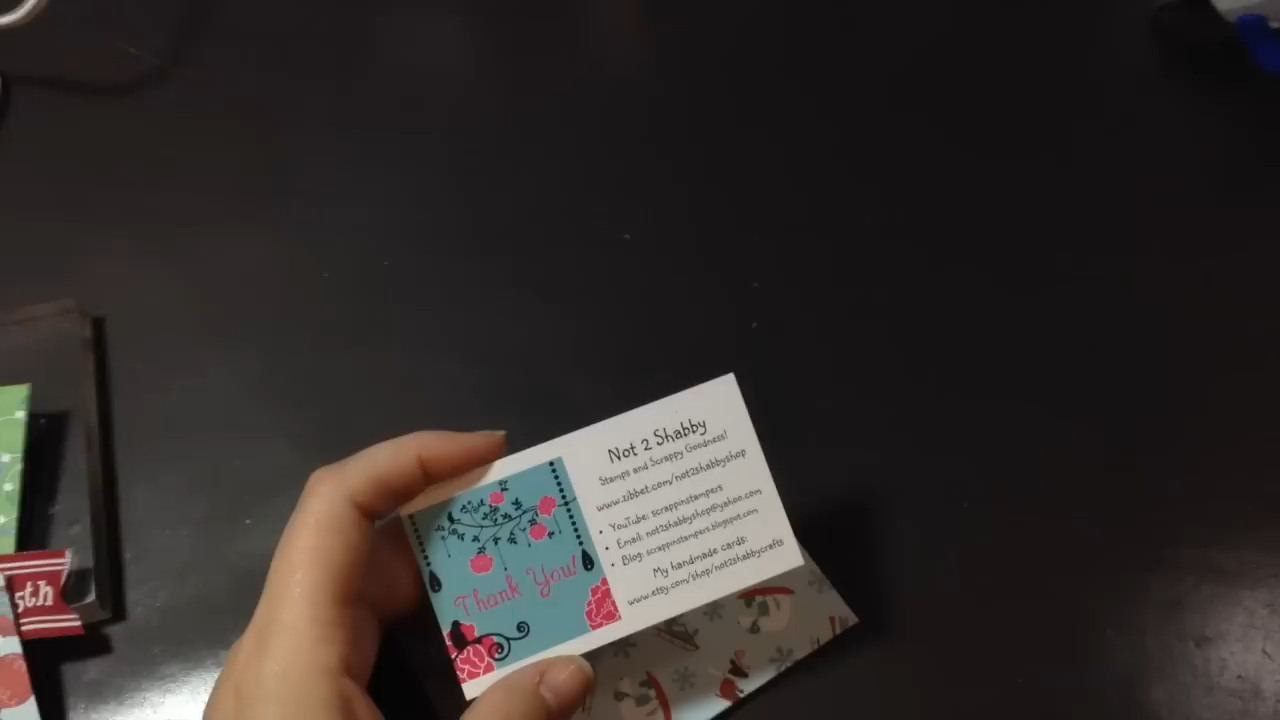 Not 2 Shabby
Stamps and Scrappy Goodness!
www.zibbet.com/not2shabbyshop
• YouTube: scrappinstampers
• Email: not2shabbyshop@yahoo.com
• Blog: scrappinstampers.blogspot.com
My handmade cards:
www.etsy.com/shop/not2shabbycrafts
Thank You!
5th